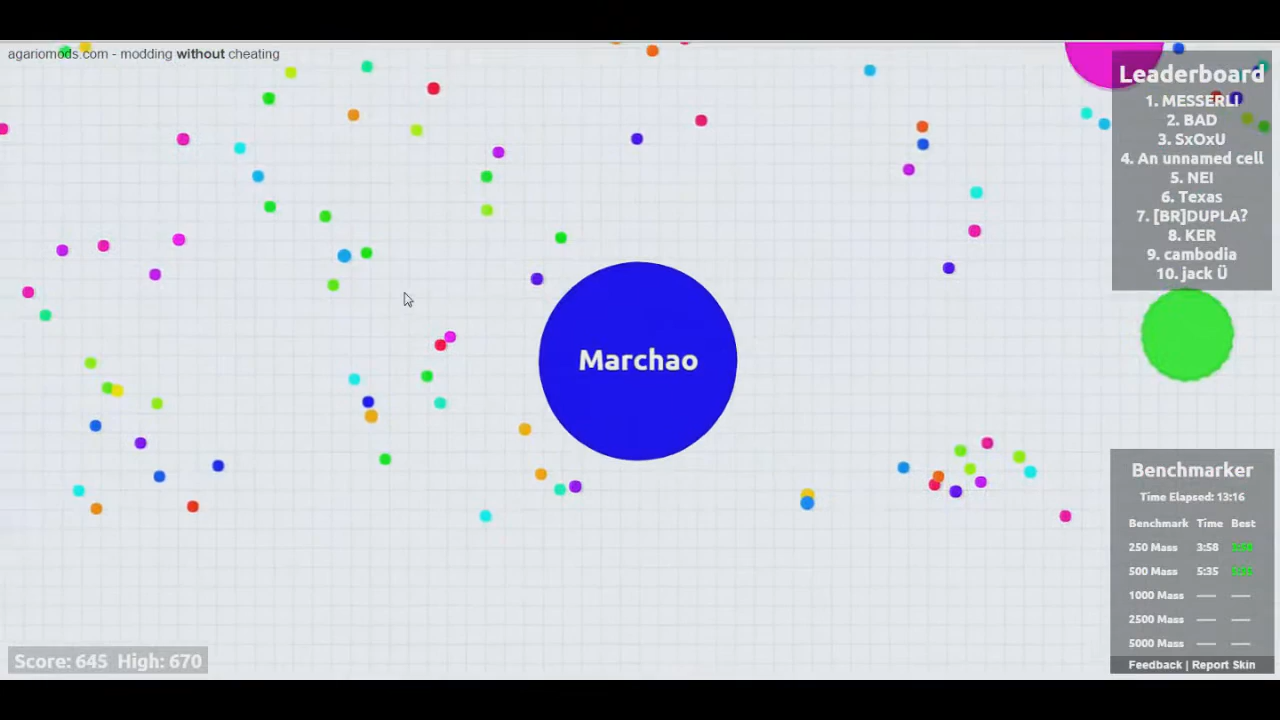 agariomods.com - modding without cheating
Leaderboard
1. MESSERLI
2. BAD
3. SxOxU
4. An unnamed cell
5. NEI
6. Texas
7. [BR]DUPLA?
8. KER
9. cambodia
10. jack Ü
Marchao
Benchmarker
Time Elapsed: 13:16
Benchmark Time Best
250 Mass 3:58
500 Mass 5:35
1000 Mass —— ——
2500 Mass —— ——
5000 Mass —— ——
Feedback | Report Skin
Score: 645 High: 670